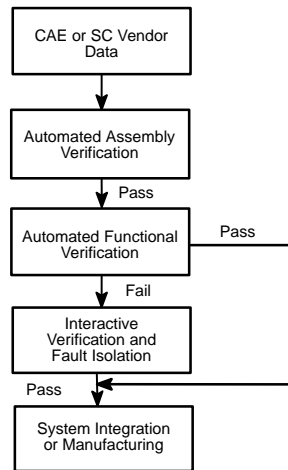 CAE or SC Vendor
Data
Automated Assembly
Verification
Pass
Automated Functional
Verification
Pass
Fail
Interactive
Verification and
Fault Isolation
Pass
System Integration
or Manufacturing